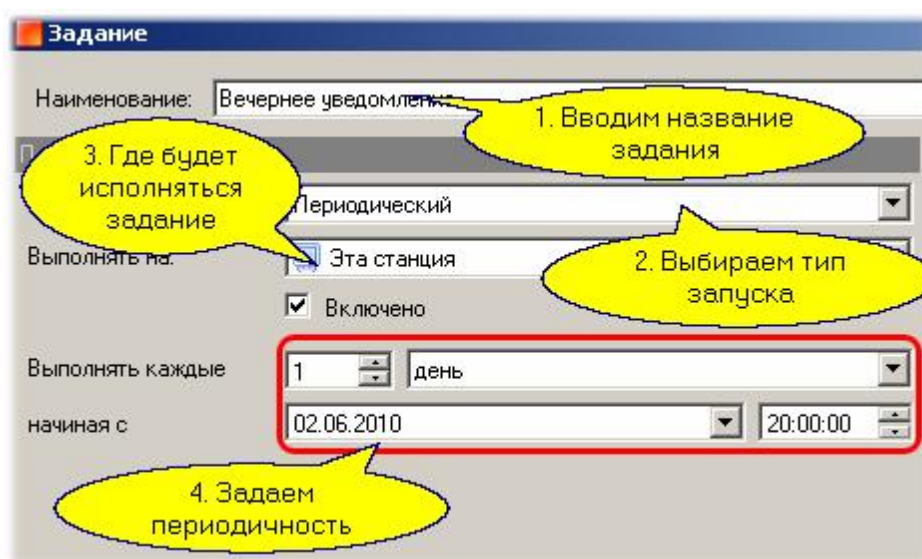 Задание
Наименование: Вечернее уведомление
1. Вводим название
задания
3. Где будет
исполняться
задание
Периодический
Выполнять на: Эта станция
2. Выбираем тип
запуска
Включено
Выполнять каждые 1 день
начиная с 02.06.2010 20:00:00
4. Задаем
периодичность